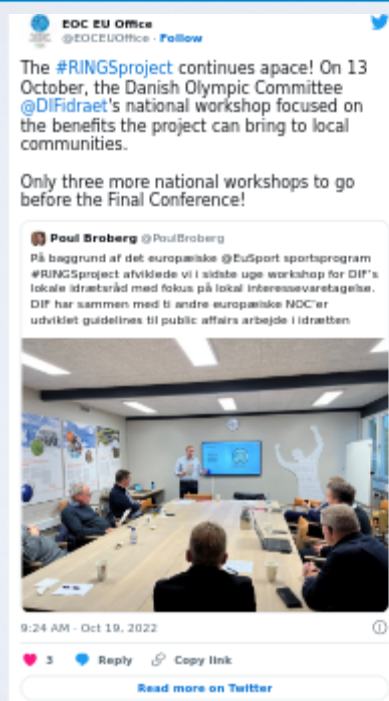 EOC EU Office
@EOCEUOffice · Follow
The #RINGSproject continues apace! On 13
October, the Danish Olympic Committee
@DIFidraet's national workshop focused on
the benefits the project can bring to local
communities.
Only three more national workshops to go
before the Final Conference!
Poul Broberg @PoulBroberg
På baggrund af det europæiske @EuSport sportsprogram
#RINGSproject afviklede vi i sidste uge workshop for DIF's
lokale idrætsråd med fokus på lokal interessevaretagelse.
DIF har sammen med ti andre europæiske NOC'er
udviklet guidelines til public affairs arbejde i idrætten
9:24 AM · Oct 19, 2022
3 Reply Copy link
Read more on Twitter